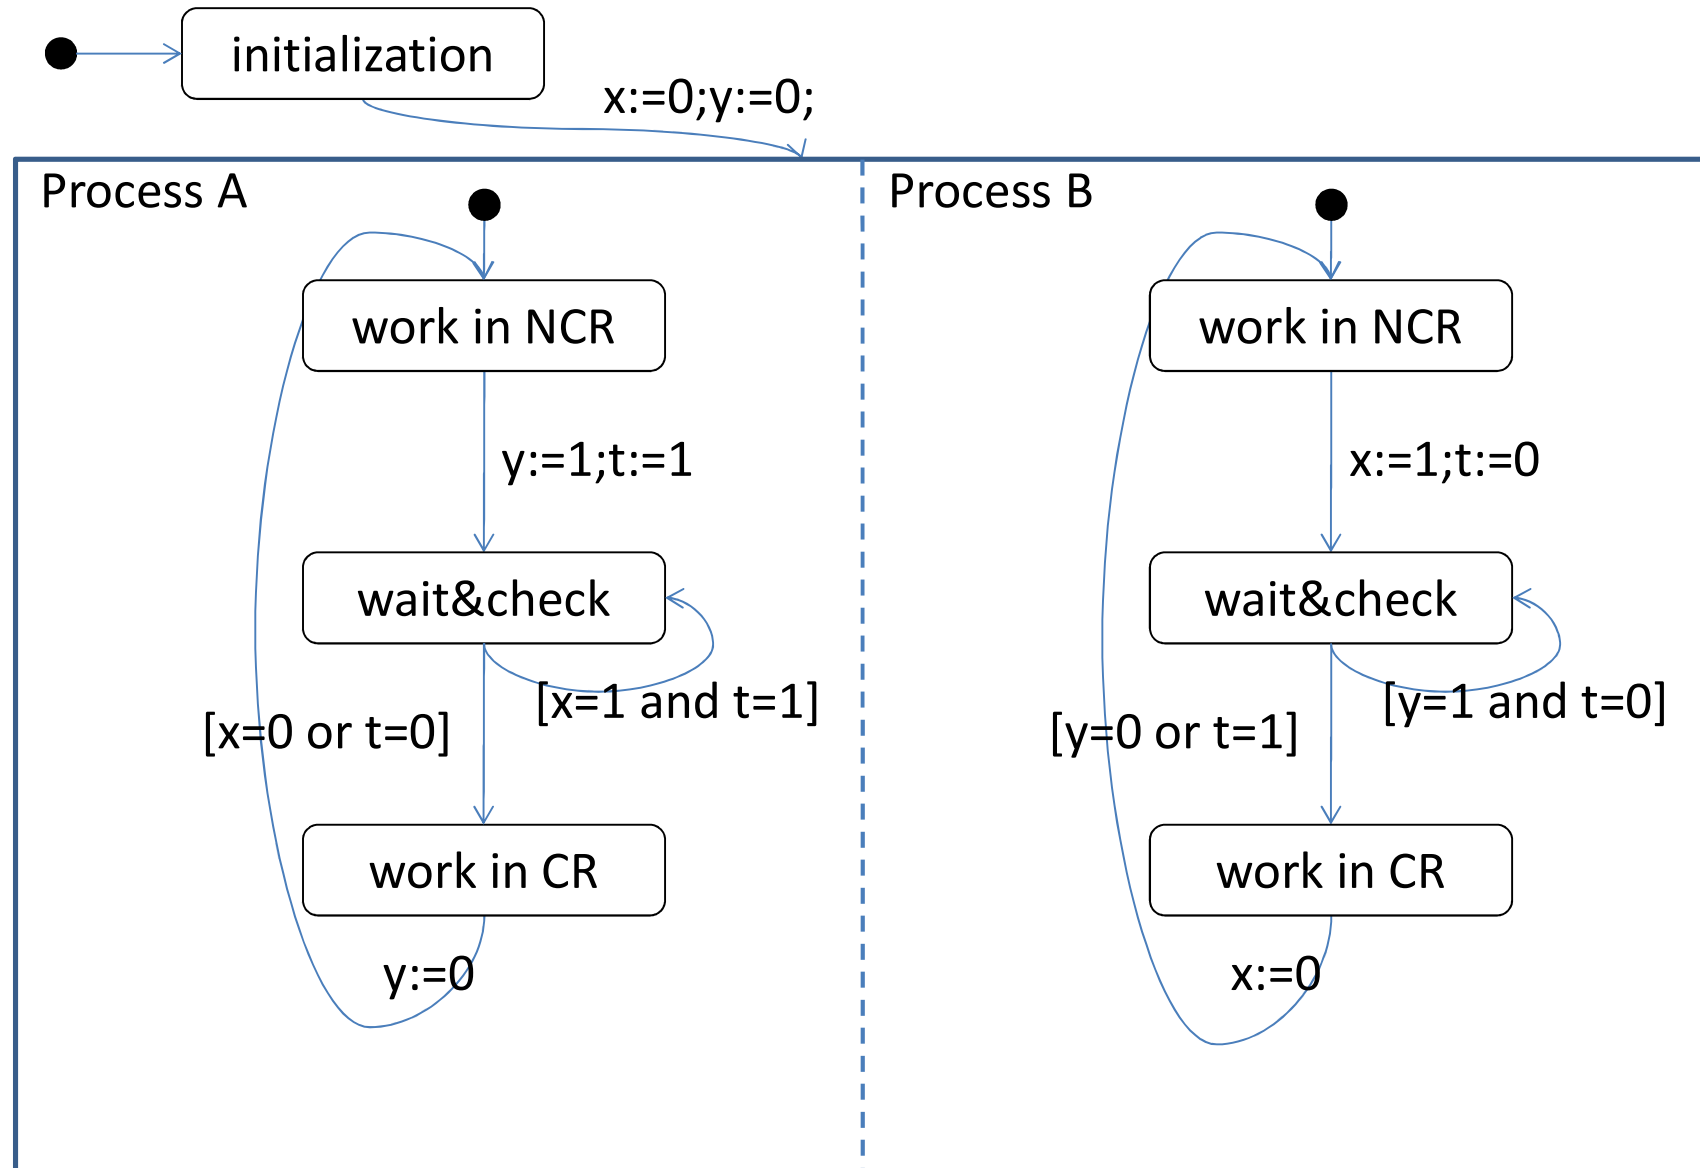 initialization
x:=0;y:=0;
Process A
work in NCR
y:=1;t:=1
wait&check
[x=1 and t=1]
[x=0 or t=0]
work in CR
y:=0
Process B
work in NCR
x:=1;t:=0
wait&check
[y=1 and t=0]
[y=0 or t=1]
work in CR
x:=0